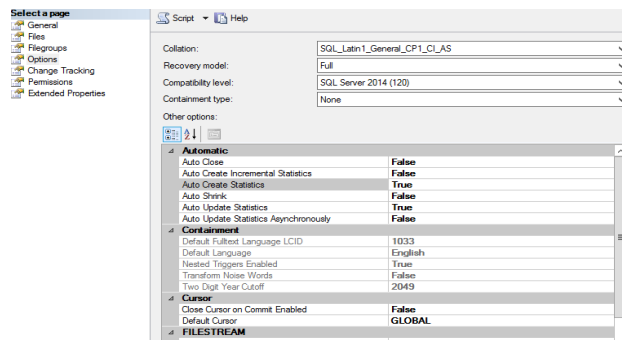 Select a page
General
Files
Filegroups
Options
Change Tracking
Permissions
Extended Properties
Script Help
Collation: SQL_Latin1_General_CP1_CI_AS
Recovery model: Full
Compatibility level: SQL Server 2014 (120)
Containment type: None
Other options:
Automatic
Auto Close False
Auto Create Incremental Statistics False
Auto Create Statistics True
Auto Shrink False
Auto Update Statistics True
Auto Update Statistics Asynchronously False
Containment
Default Fulltext Language LCID 1033
Default Language English
Nested Triggers Enabled True
Transform Noise Words False
Two Digit Year Cutoff 2049
Cursor
Close Cursor on Commit Enabled False
Default Cursor GLOBAL
FILESTREAM